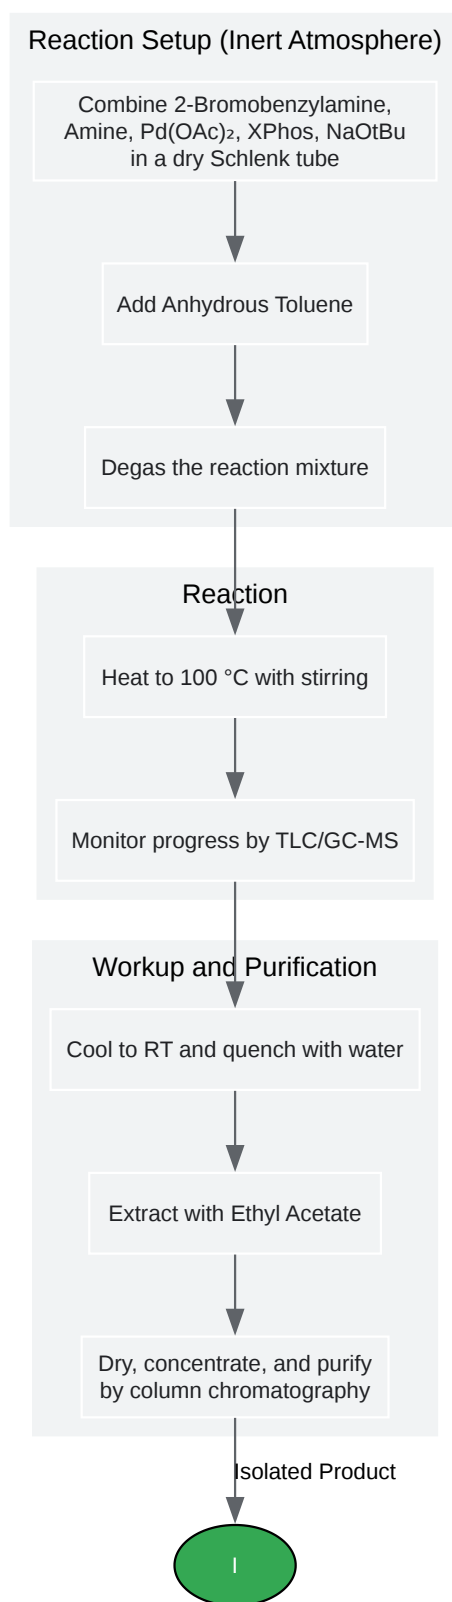 Reaction Setup (Inert Atmosphere)
Combine 2-Bromobenzylamine,
Amine, Pd(OAc)₂, XPhos, NaOtBu
in a dry Schlenk tube
Add Anhydrous Toluene
Degas the reaction mixture
Reaction
Heat to 100 °C with stirring
Monitor progress by TLC/GC-MS
Workup and Purification
Cool to RT and quench with water
Extract with Ethyl Acetate
Dry, concentrate, and purify
by column chromatography
Isolated Product
I